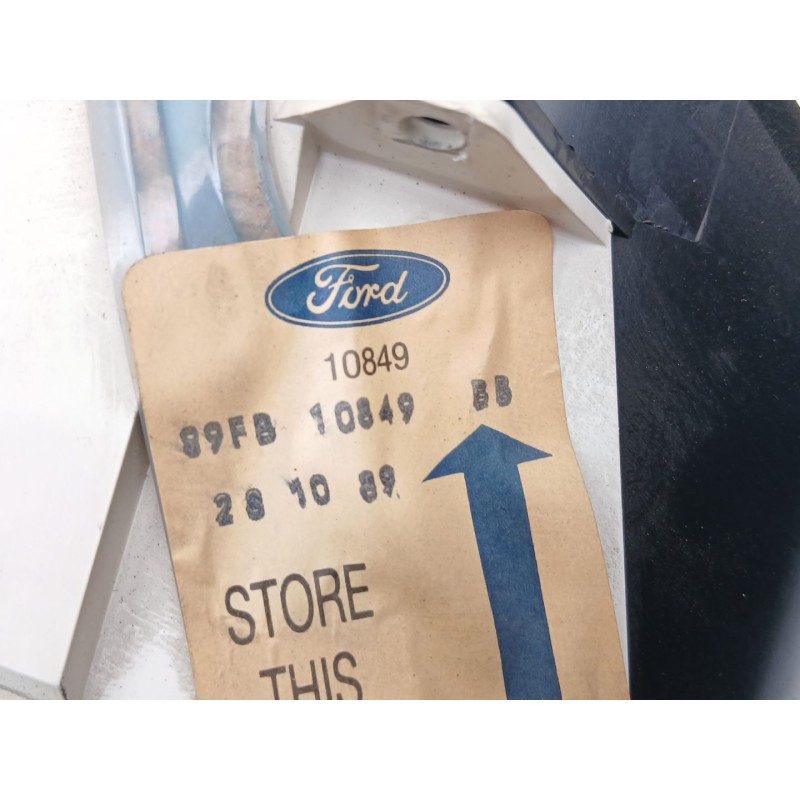 Ford
10849
89FB 10849 BB
28 10 89
STORE
THIS